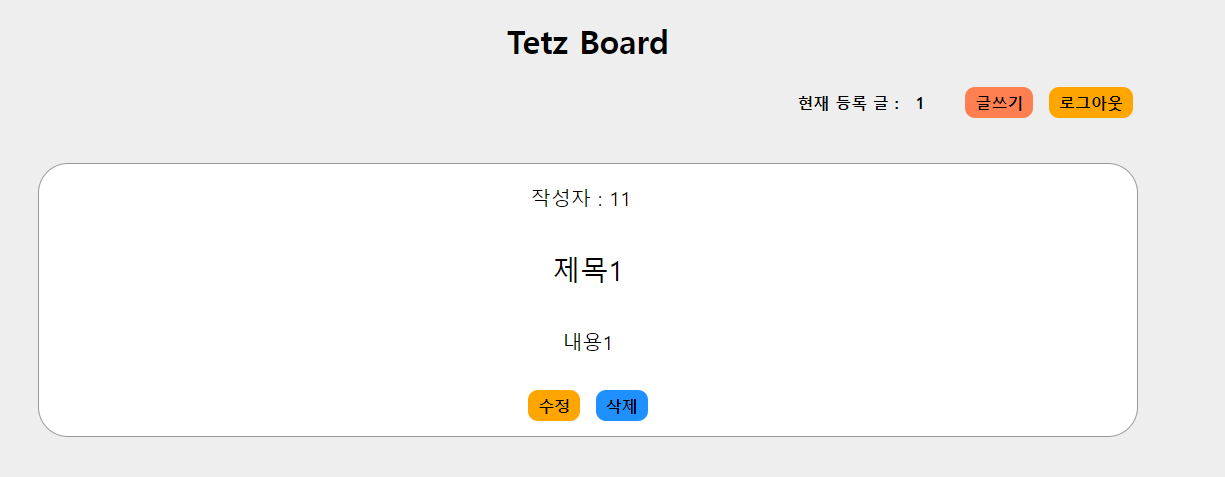 Tetz Board
현재 등록 글 : 1 글쓰기 로그아웃
작성자 : 11
제목1
내용1
수정 삭제